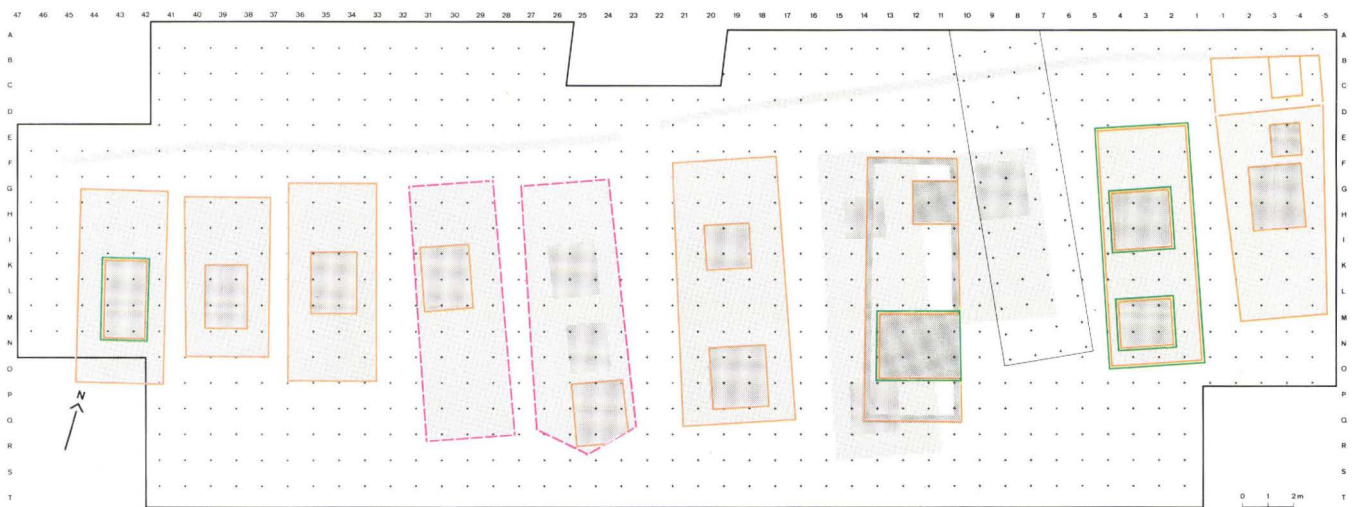 47 46 45 44 43 42 41 40 39 38 37 36 35 34 33 32 31 30 29 28 27 26 25 24 23 22 21 20 19 18 17 16 15 14 13 12 11 10 9 8 7 6 5 4 3 2 1 -1 -2 -3 -4 -5
A A
B B
C C
D D
E E
F F
G G
H H
I I
K K
L L
M M
N N
O O
P P
N
Q Q
R R
S S
T 0 1 2m T